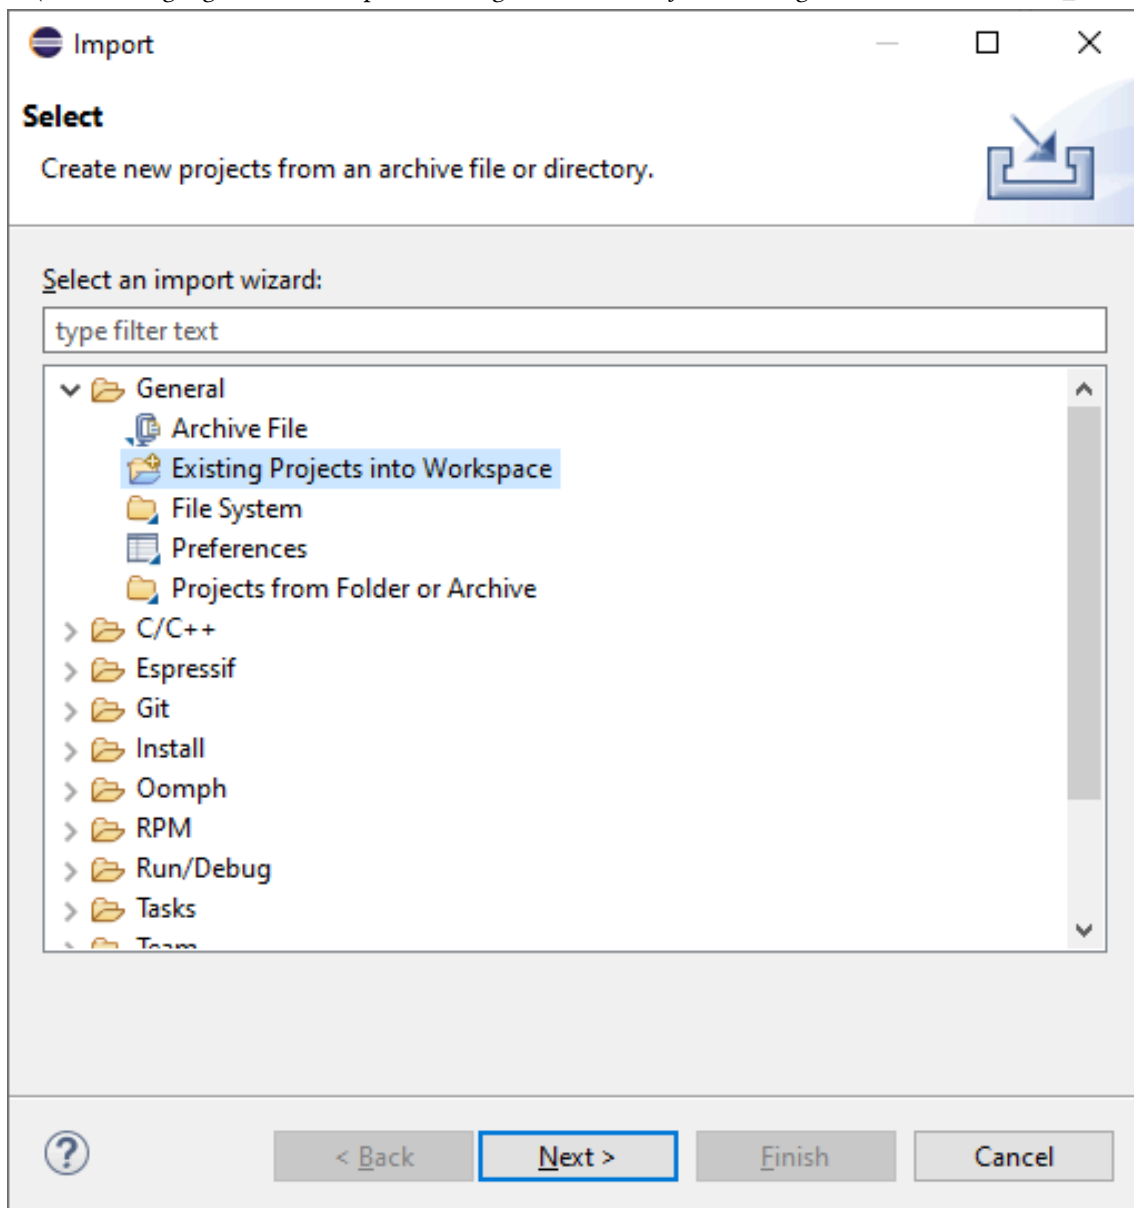 Import
Select
Create new projects from an archive file or directory.
Select an import wizard:
type filter text
General
Archive File
Existing Projects into Workspace
File System
Preferences
Projects from Folder or Archive
C/C++
Espressif
Git
Install
Oomph
RPM
Run/Debug
Tasks
Team
< Back
Next >
Finish
Cancel